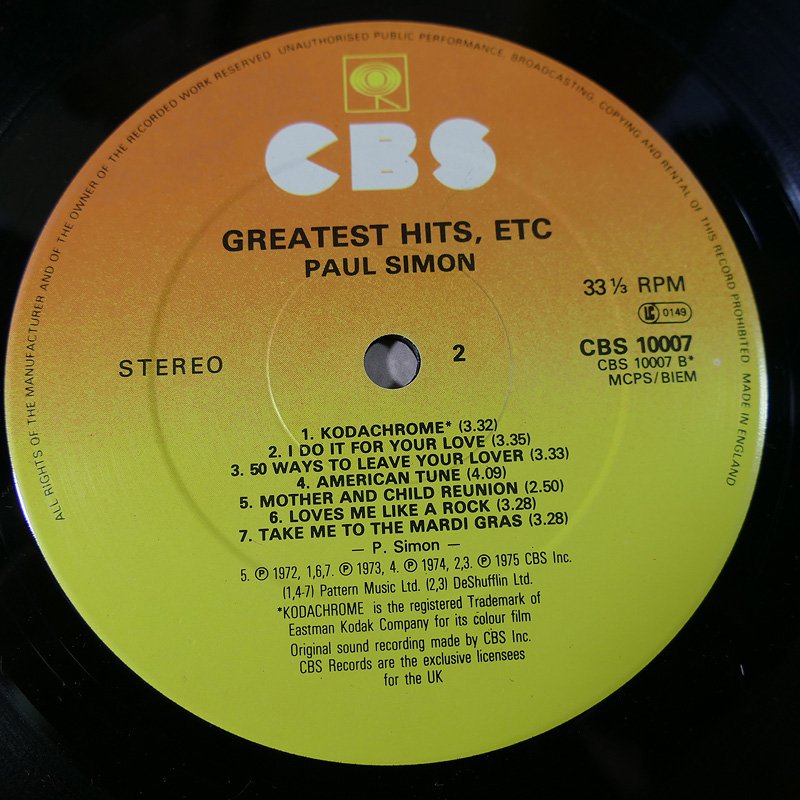 ALL RIGHTS OF THE MANUFACTURER AND OF THE OWNER OF THE RECORDED WORK RESERVED. UNAUTHORISED PUBLIC PERFORMANCE. BROADCASTING. COPYING AND RENTAL OF THIS RECORD PROHIBITED. MADE IN ENGLAND
CBS
GREATEST HITS, ETC
PAUL SIMON
33⅓ RPM
LC 0149
STEREO
2
CBS 10007
CBS 10007 B*
MCPS/BIEM
1. KODACHROME* (3.32)
2. I DO IT FOR YOUR LOVE (3.35)
3. 50 WAYS TO LEAVE YOUR LOVER (3.33)
4. AMERICAN TUNE (4.09)
5. MOTHER AND CHILD REUNION (2.50)
6. LOVES ME LIKE A ROCK (3.28)
7. TAKE ME TO THE MARDI GRAS (3.28)
— P. Simon —
5. ℗ 1972, 1,6,7. ℗ 1973, 4. ℗ 1974, 2,3. ℗ 1975 CBS Inc.
(1,4-7) Pattern Music Ltd. (2,3) DeShufflin Ltd.
*KODACHROME is the registered Trademark of
Eastman Kodak Company for its colour film
Original sound recording made by CBS Inc.
CBS Records are the exclusive licensees
for the UK